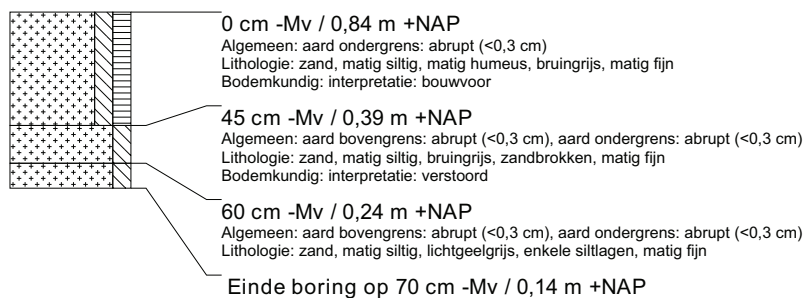 0 cm -Mv / 0,84 m +NAP
Algemeen: aard ondergrens: abrupt (<0,3 cm)
Lithologie: zand, matig siltig, matig humeus, bruingrijs, matig fijn
Bodemkundig: interpretatie: bouwvoor
45 cm -Mv / 0,39 m +NAP
Algemeen: aard bovengrens: abrupt (<0,3 cm), aard ondergrens: abrupt (<0,3 cm)
Lithologie: zand, matig siltig, bruingrijs, zandbrokken, matig fijn
Bodemkundig: interpretatie: verstoord
60 cm -Mv / 0,24 m +NAP
Algemeen: aard bovengrens: abrupt (<0,3 cm), aard ondergrens: abrupt (<0,3 cm)
Lithologie: zand, matig siltig, lichtgeelgrijs, enkele siltlagen, matig fijn
Einde boring op 70 cm -Mv / 0,14 m +NAP